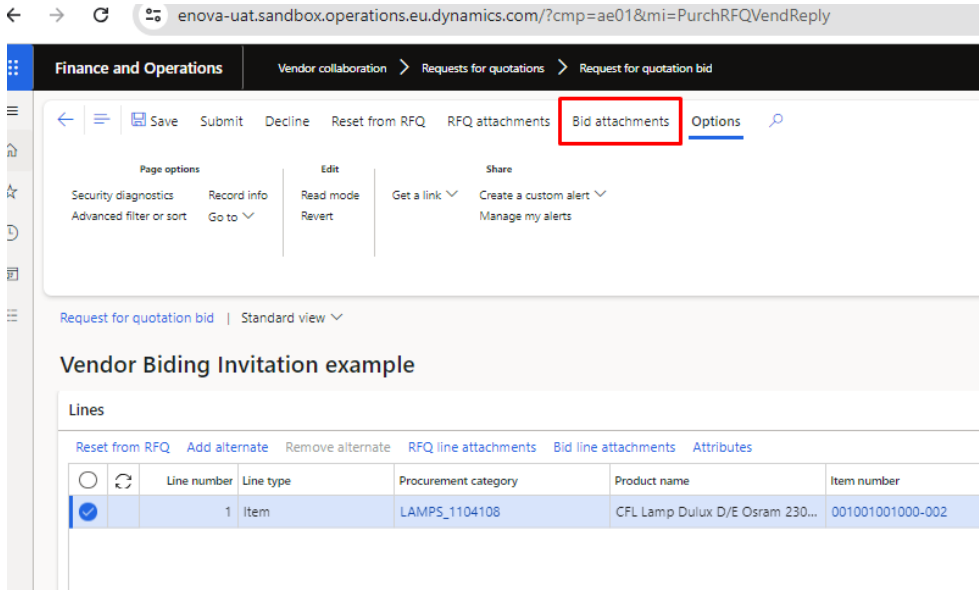 enova-uat.sandbox.operations.eu.dynamics.com/?cmp=ae01&mi=PurchRFQVendReply
Finance and Operations Vendor collaboration > Requests for quotations > Request for quotation bid
Save Submit Decline Reset from RFQ RFQ attachments Bid attachments Options
Page options Edit Share
Security diagnostics Record info Read mode Get a link Create a custom alert
Advanced filter or sort Go to Revert Manage my alerts
Request for quotation bid | Standard view
Vendor Biding Invitation example
Lines
Reset from RFQ Add alternate Remove alternate RFQ line attachments Bid line attachments Attributes
Line number Line type Procurement category Product name Item number
1 Item LAMPS_1104108 CFL Lamp Dulux D/E Osram 230... 001001001000-002